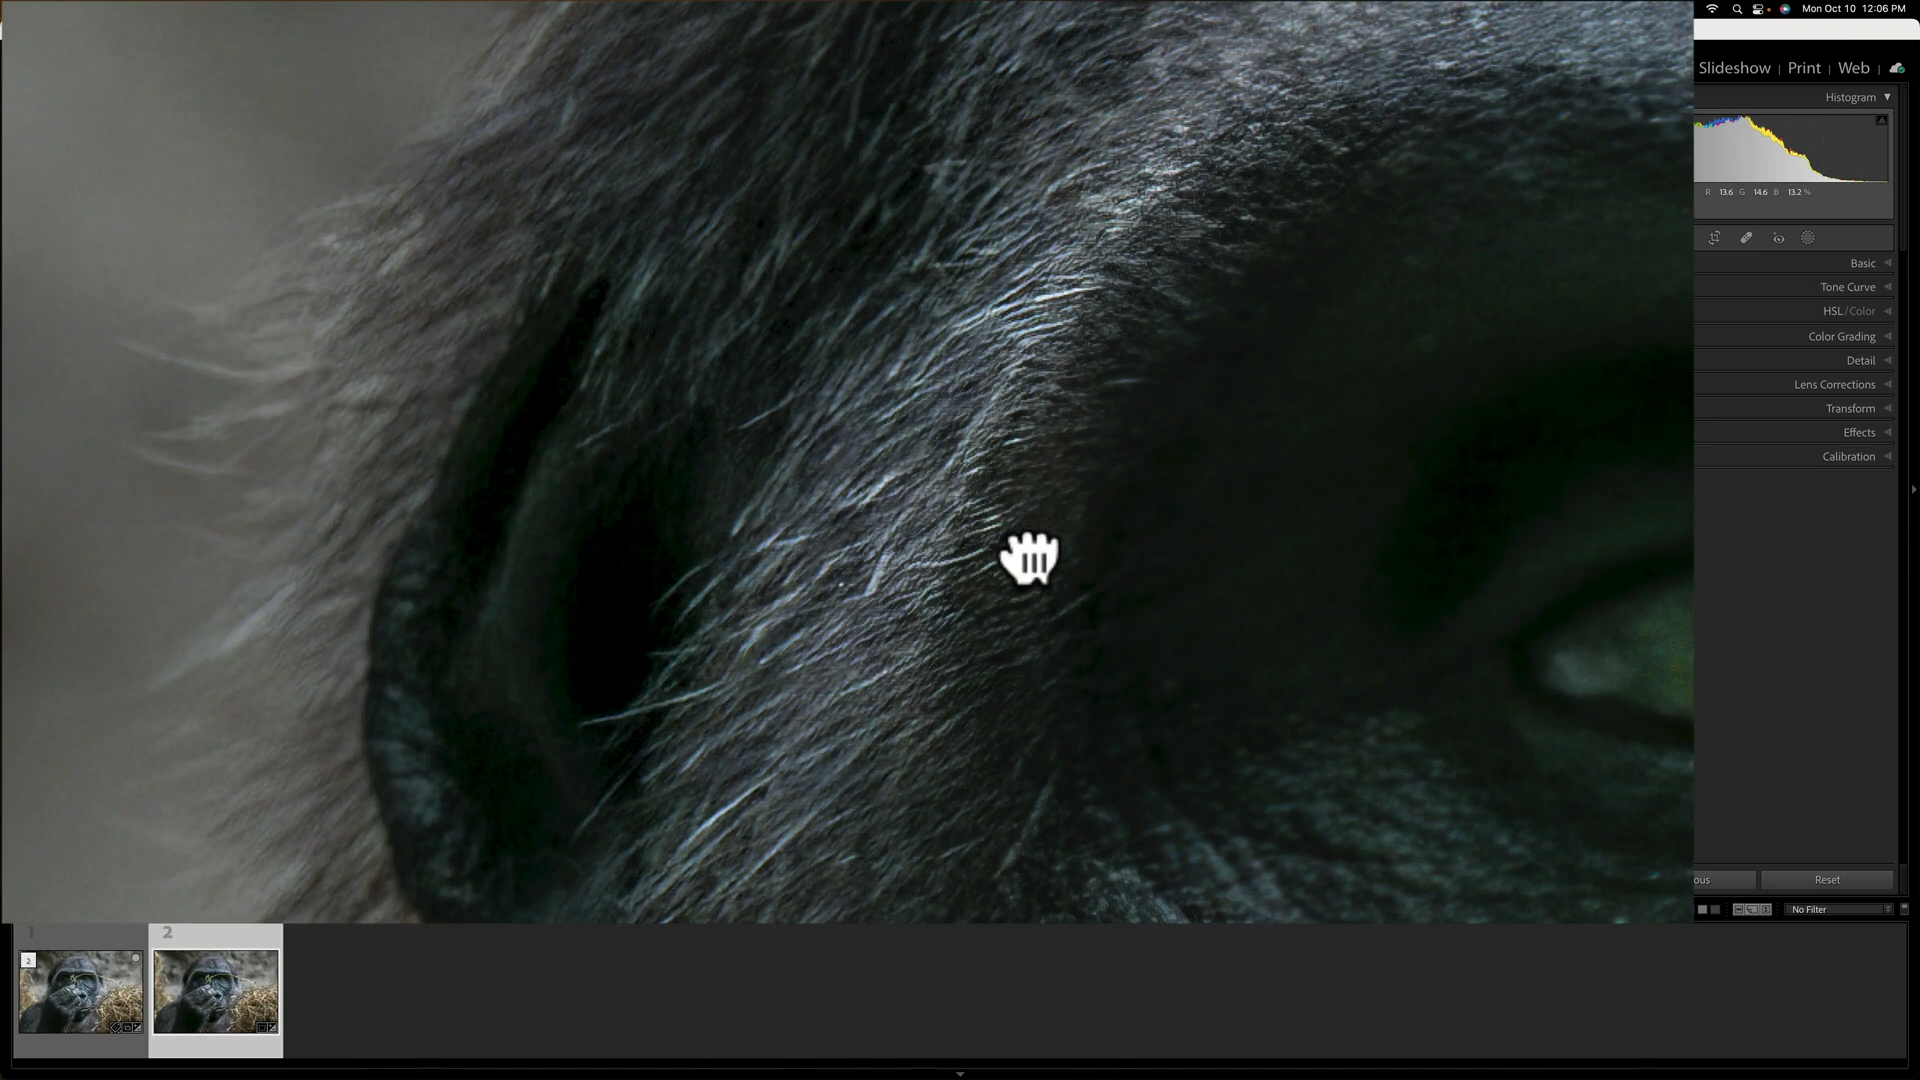 Mon Oct 10 12:06 PM
Slideshow | Print | Web |
Histogram
R 13.6 G 14.6 B 13.2 %
Basic
Tone Curve
HSL / Color
Color Grading
Detail
Lens Corrections
Transform
Effects
Calibration
ous Reset
No Filter
1 2
2